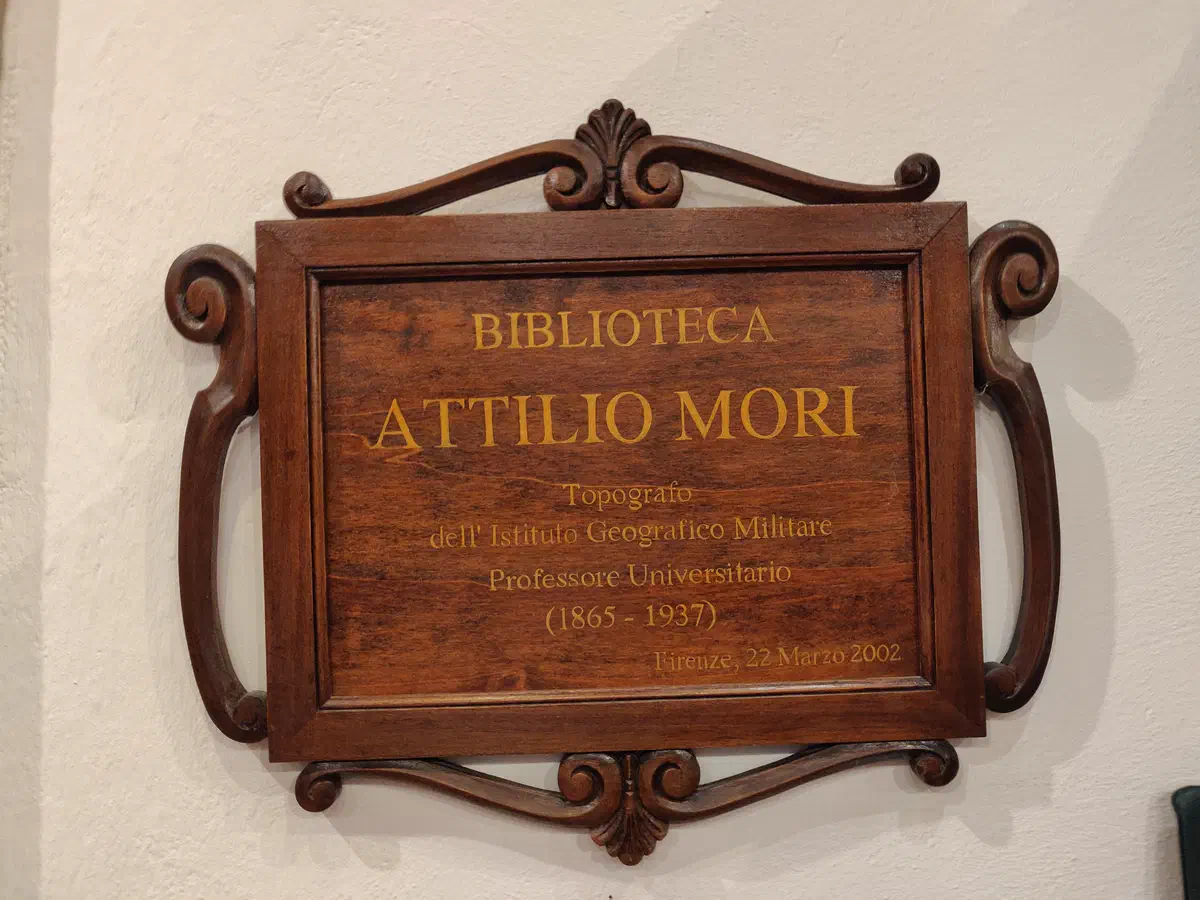 BIBLIOTECA
ATTILIO MORI
Topografo
dell' Istituto Geografico Militare
Professore Universitario
(1865 - 1937)
Firenze, 22 Marzo 2002